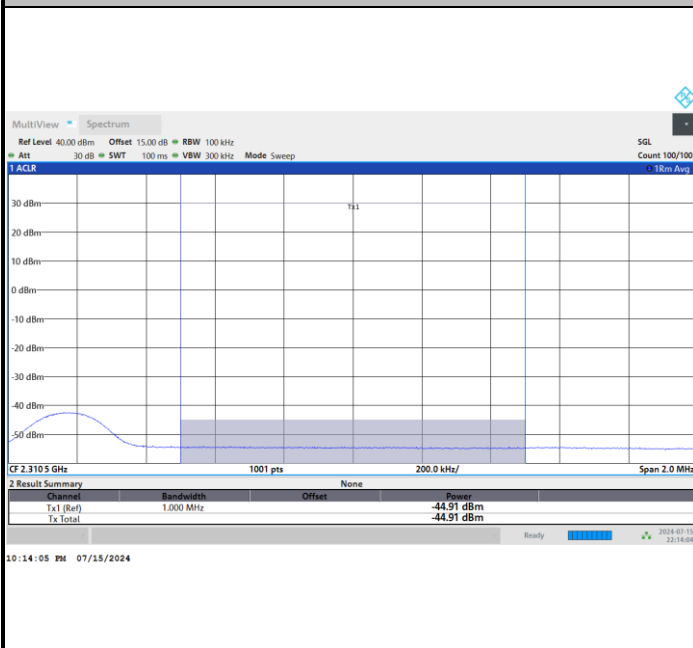 MultiView Spectrum
Ref Level 40.00 dBm Offset 15.00 dB RBW 100 kHz SGL
Att 30 dB SWT 100 ms VBW 300 kHz Mode Sweep Count 100/100
1 ACLR 1Rm Avg
Tx1
30 dBm
20 dBm
10 dBm
0 dBm
-10 dBm
-20 dBm
-30 dBm
-40 dBm
-50 dBm
CF 2.310 5 GHz 1001 pts 200.0 kHz/ Span 2.0 MHz
2 Result Summary None
Channel Bandwidth Offset Power
Tx1 (Ref) 1.000 MHz -44.91 dBm
Tx Total -44.91 dBm
Ready 2024-07-15
22:14:04
10:14:05 PM 07/15/2024